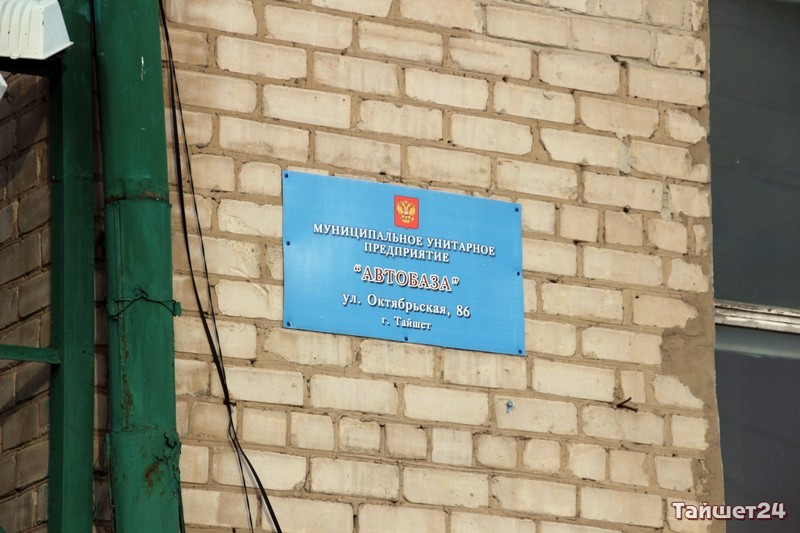 МУНИЦИПАЛЬНОЕ УНИТАРНОЕ
ПРЕДПРИЯТИЕ
“АВТОБАЗА”
ул. Октябрьская, 86
г. Тайшет
Тайшет24